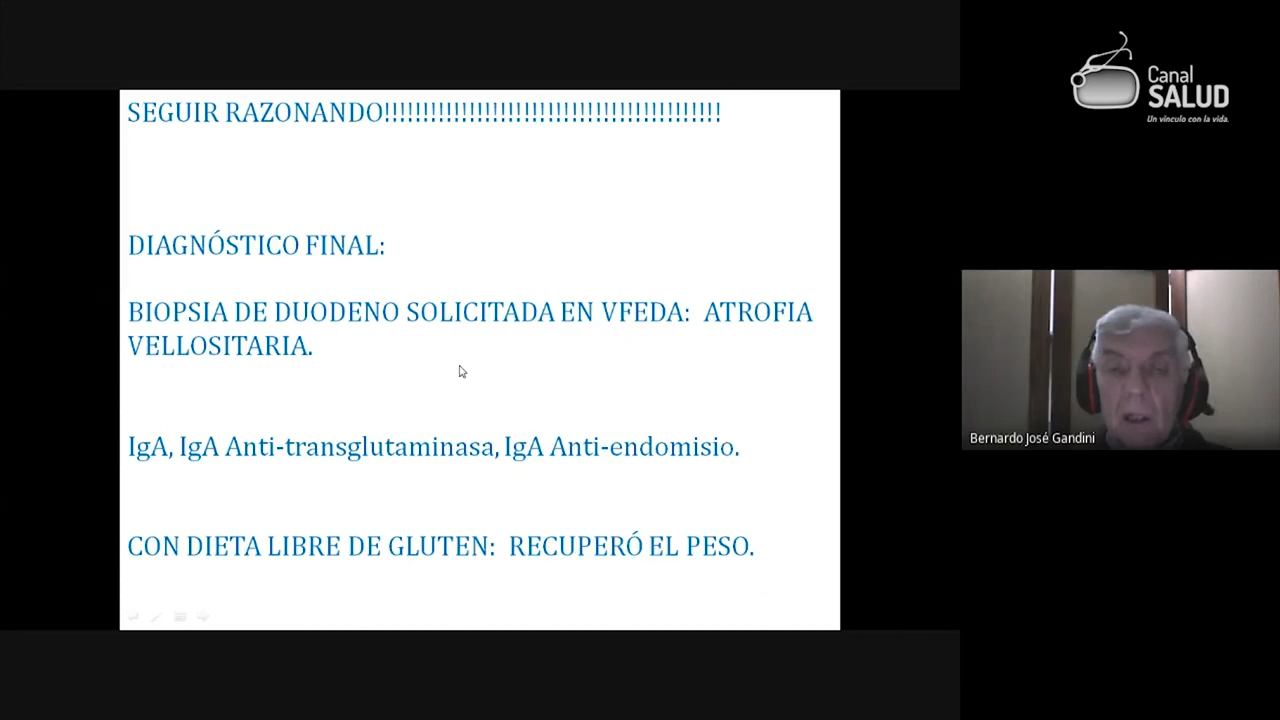 SEGUIR RAZONANDO!!!!!!!!!!!!!!!!!!!!!!!!!!!!!!!!!!!!!!!!!!!
DIAGNÓSTICO FINAL:
BIOPSIA DE DUODENO SOLICITADA EN VFEDA: ATROFIA
VELLOSITARIA.
IgA, IgA Anti-transglutaminasa, IgA Anti-endomisio.
CON DIETA LIBRE DE GLUTEN: RECUPERÓ EL PESO.
Canal
SALUD
Un vínculo con la vida.
Bernardo José Gandini